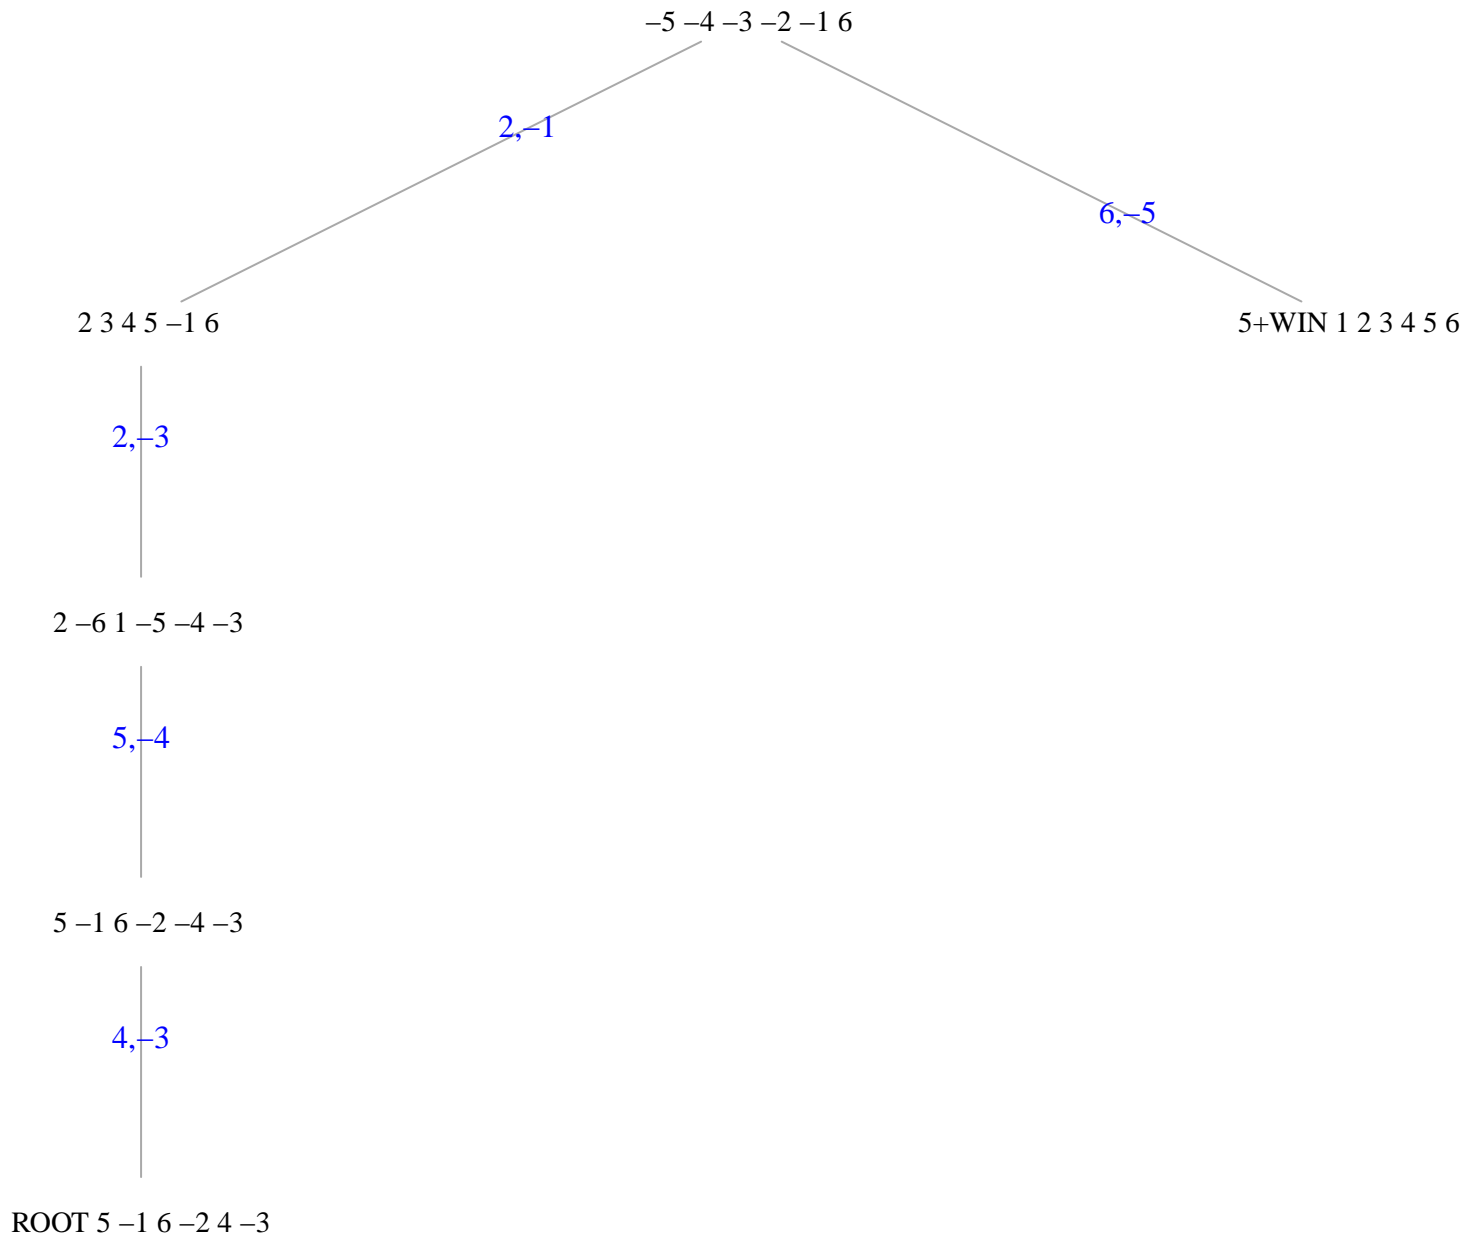 –5 –4 –3 –2 –1 6
2,–1
6,–5
2 3 4 5 –1 6
5+WIN 1 2 3 4 5 6
2,–3
2 –6 1 –5 –4 –3
5,–4
5 –1 6 –2 –4 –3
4,–3
ROOT 5 –1 6 –2 4 –3